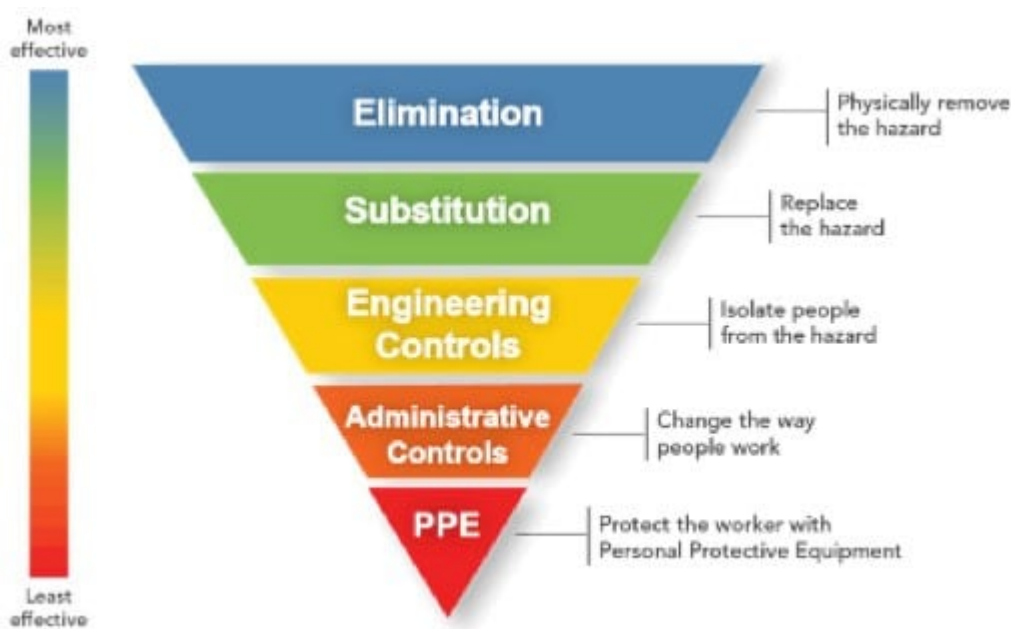 Most
effective
Elimination
Physically remove
the hazard
Substitution
Replace
the hazard
Engineering
Controls
Isolate people
from the hazard
Administrative
Controls
Change the way
people work
PPE
Protect the worker with
Personal Protective Equipment
Least
effective